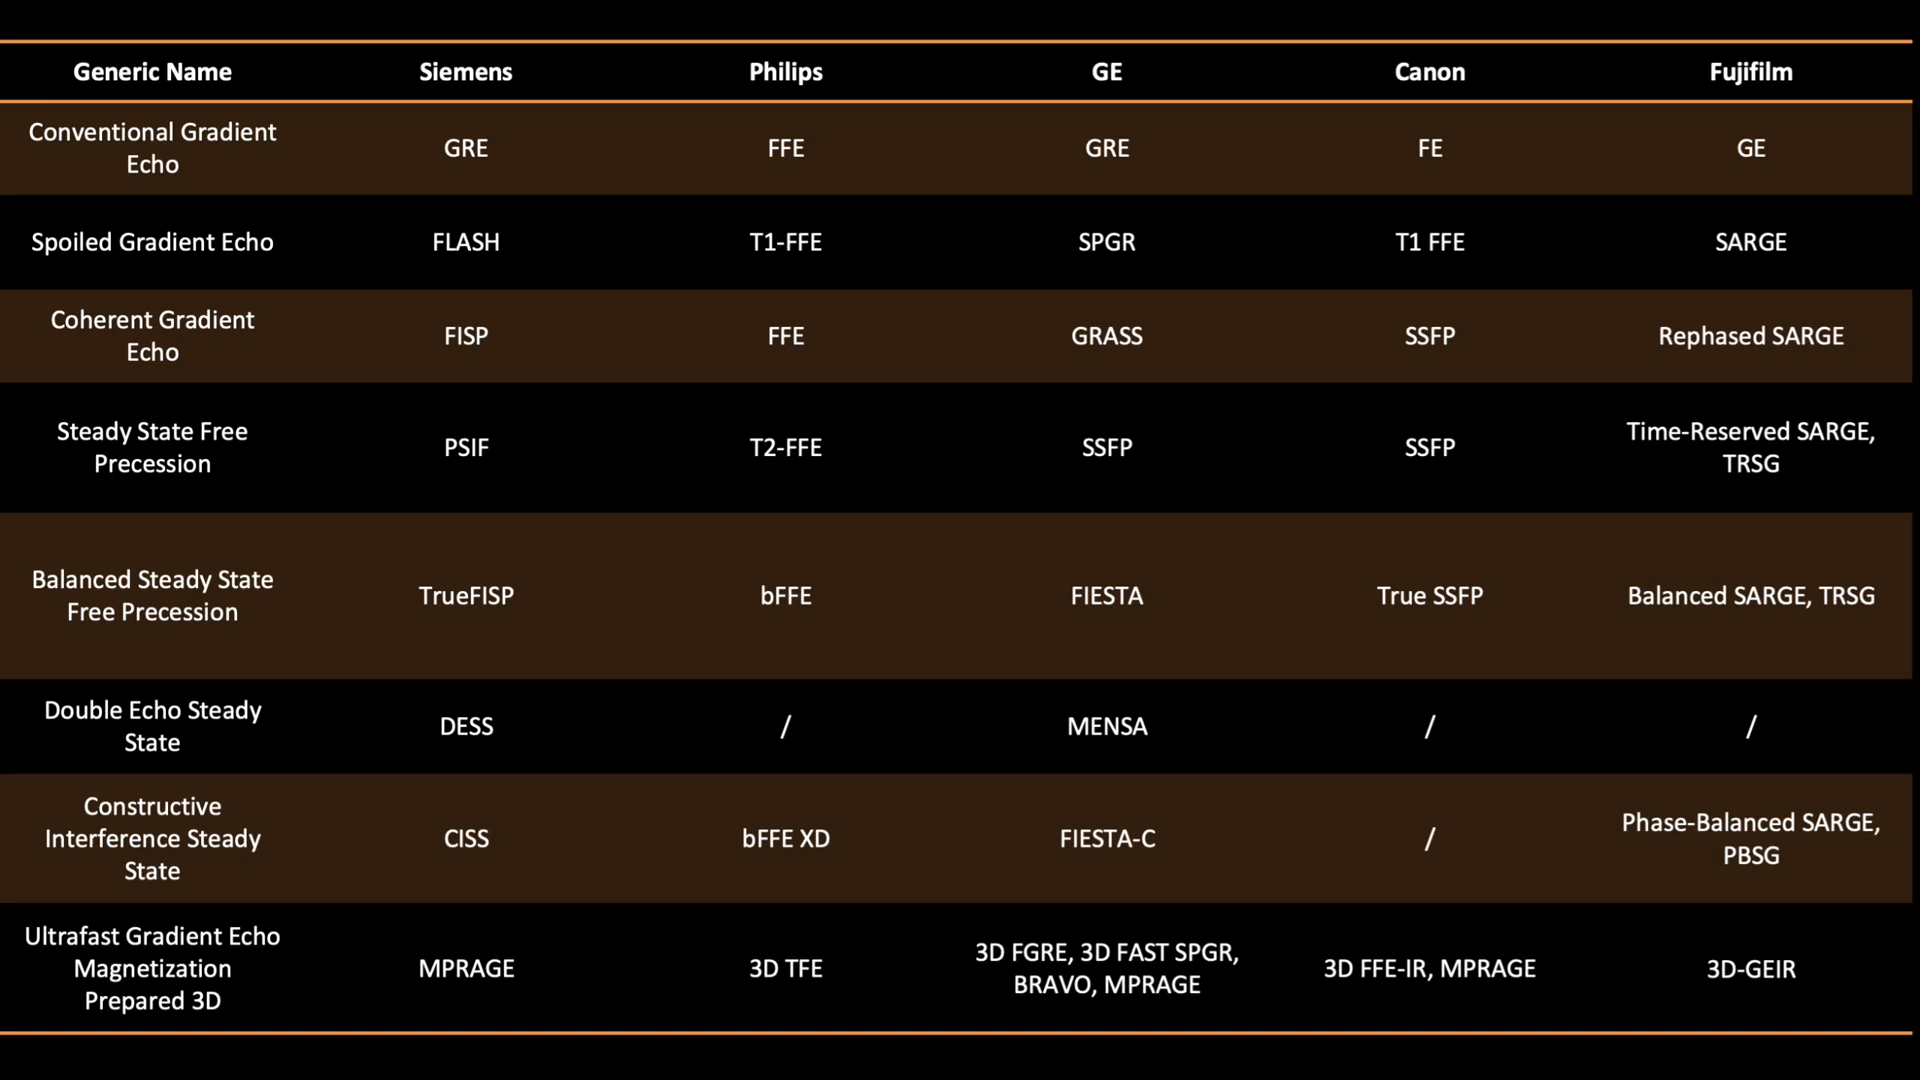 Generic Name Siemens Philips GE Canon Fujifilm
Conventional Gradient
Echo
GRE FFE GRE FE GE
Spoiled Gradient Echo FLASH T1-FFE SPGR T1 FFE SARGE
Coherent Gradient
Echo
FISP FFE GRASS SSFP Rephased SARGE
Steady State Free
Precession
PSIF T2-FFE SSFP SSFP
Time-Reserved SARGE,
TRSG
Balanced Steady State
Free Precession
TrueFISP bFFE FIESTA True SSFP Balanced SARGE, TRSG
Double Echo Steady
State
DESS / MENSA / /
Constructive
Interference Steady
State
CISS bFFE XD FIESTA-C /
Phase-Balanced SARGE,
PBSG
Ultrafast Gradient Echo
Magnetization
Prepared 3D
MPRAGE 3D TFE
3D FGRE, 3D FAST SPGR,
BRAVO, MPRAGE
3D FFE-IR, MPRAGE 3D-GEIR